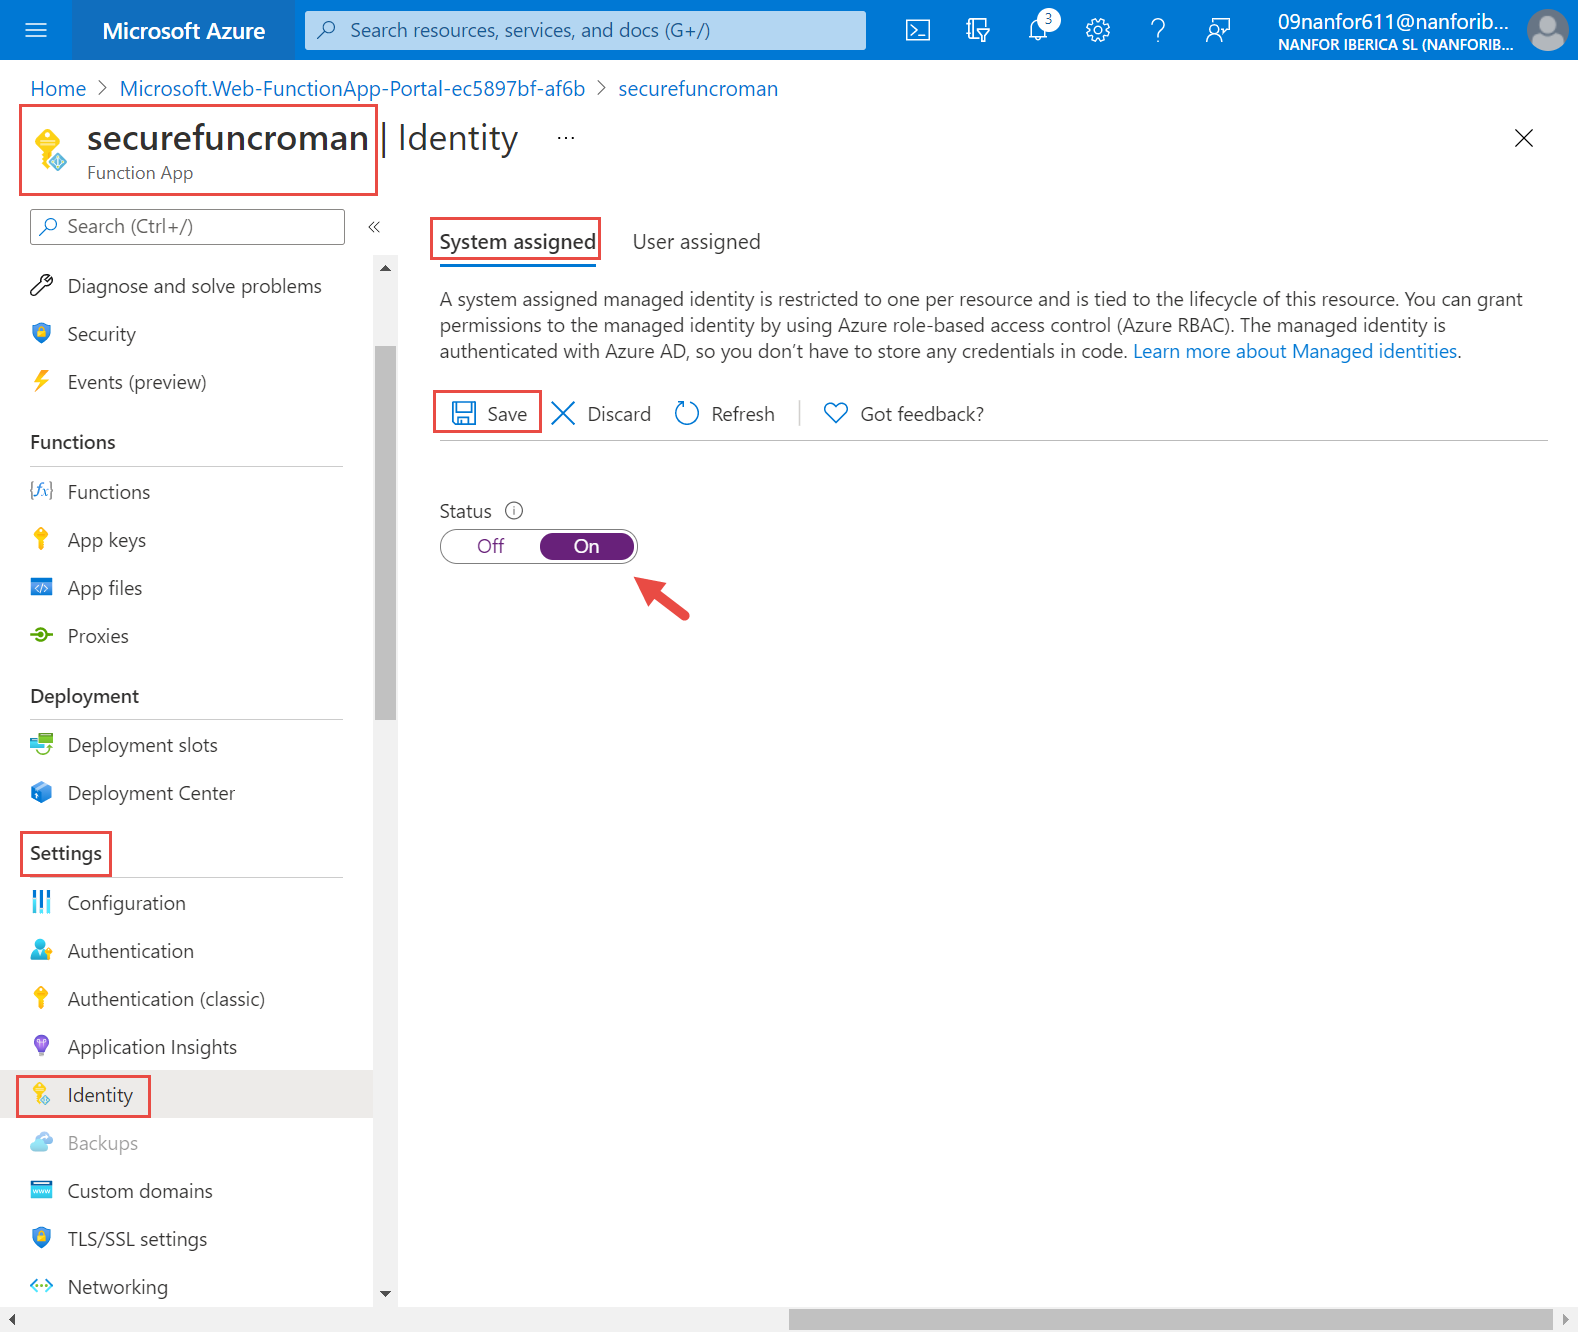 Microsoft Azure
Search resources, services, and docs (G+/)
3
09nanfor611@nanforib...
NANFOR IBERICA SL (NANFORIB...
Home > Microsoft.Web-FunctionApp-Portal-ec5897bf-af6b > securefuncroman
securefuncroman | Identity ...
Function App
Search (Ctrl+/)
«
Diagnose and solve problems
Security
Events (preview)
Functions
Functions
App keys
App files
Proxies
Deployment
Deployment slots
Deployment Center
Settings
Configuration
Authentication
Authentication (classic)
Application Insights
Identity
Backups
Custom domains
TLS/SSL settings
Networking
System assigned
User assigned
A system assigned managed identity is restricted to one per resource and is tied to the lifecycle of this resource. You can grant
permissions to the managed identity by using Azure role-based access control (Azure RBAC). The managed identity is
authenticated with Azure AD, so you don’t have to store any credentials in code. Learn more about Managed identities.
Save
Discard
Refresh
Got feedback?
Status
Off
On